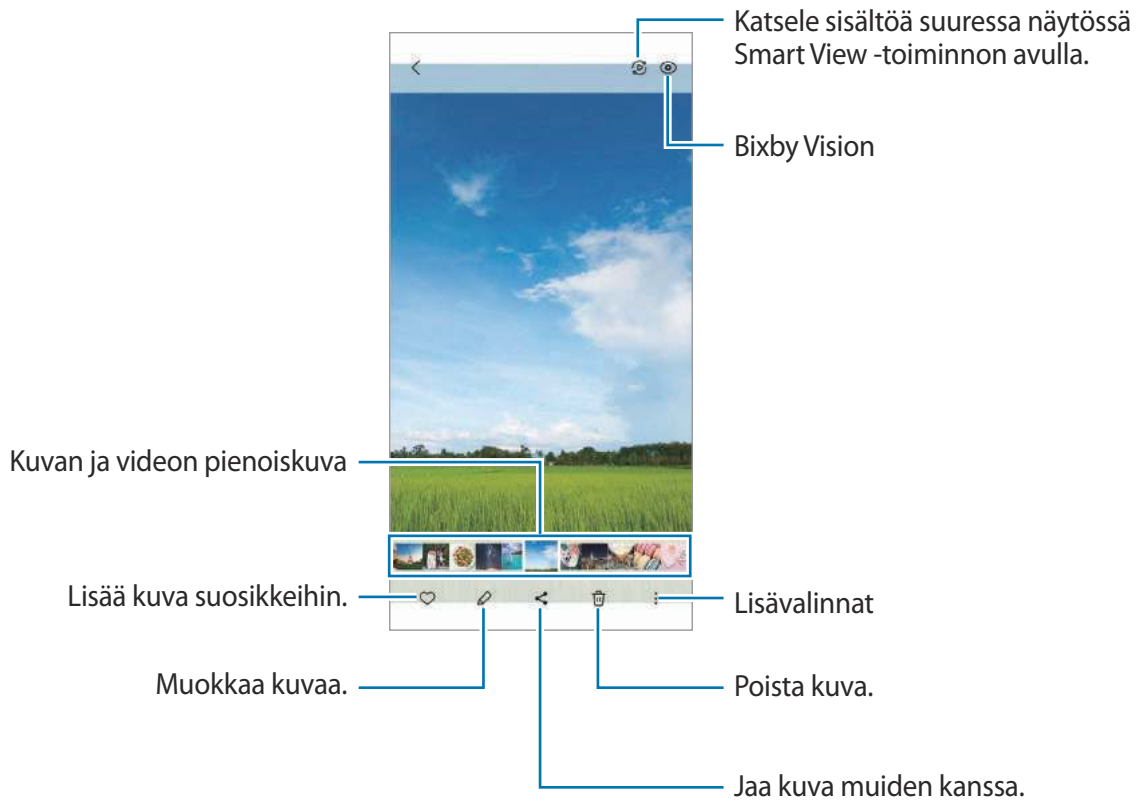 Katsele sisältöä suuressa näytössä
Smart View -toiminnon avulla.
Bixby Vision
Kuvan ja videon pienoiskuva
Lisää kuva suosikkeihin.
Lisävalinnat
Muokkaa kuvaa.
Poista kuva.
Jaa kuva muiden kanssa.